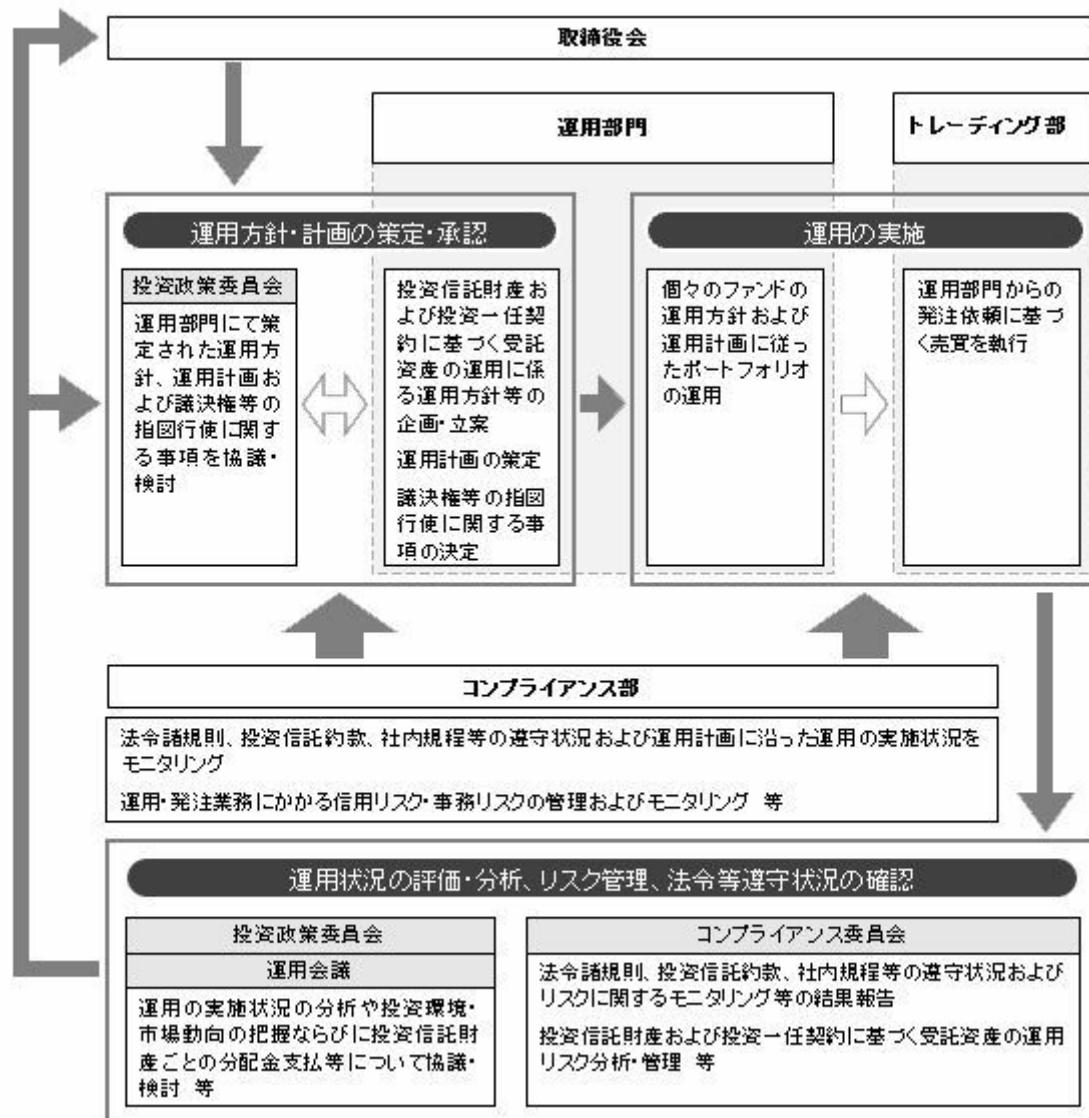 取締役会
運用部門
トレーディング部
運用方針・計画の策定・承認
投資政策委員会
運用部門にて策
定された運用方
針、運用計画お
よび議決権等の
指図行使に関す
る事項を協議・
検討
投資信託財産お
よび投資一任契
約に基づく受託
資産の運用に係
る運用方針等の
企画・立案
運用計画の策定
議決権等の指図
行使に関する事
項の決定
運用の実施
個々のファンドの
運用方針および
運用計画に従っ
たポートフォリオ
の運用
運用部門からの
発注依頼に基づ
く売買を執行
コンプライアンス部
法令諸規則、投資信託約款、社内規程等の遵守状況および運用計画に沿った運用の実施状況を
モニタリング
運用・発注業務にかかる信用リスク・事務リスクの管理およびモニタリング 等
運用状況の評価・分析、リスク管理、法令等遵守状況の確認
投資政策委員会
運用会議
運用の実施状況の分析や投資環境・
市場動向の把握ならびに投資信託財
産ごとの分配金支払等について協議・
検討 等
コンプライアンス委員会
法令諸規則、投資信託約款、社内規程等の遵守状況および
リスクに関するモニタリング等の結果報告
投資信託財産および投資一任契約に基づく受託資産の運用
リスク分析・管理 等